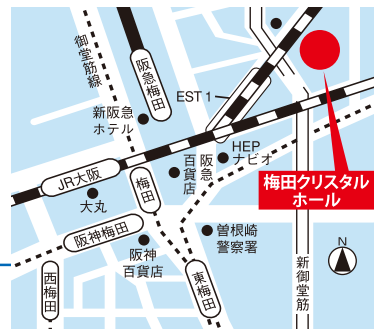 御堂筋線
阪急梅田
EST 1
新阪急
ホテル
HEP
ナビオ
阪急
百貨店
JR大阪
梅田
大丸
梅田クリスタル
ホール
阪神梅田
曽根崎
警察署
阪神
百貨店
N
西梅田
東梅田
新御堂筋